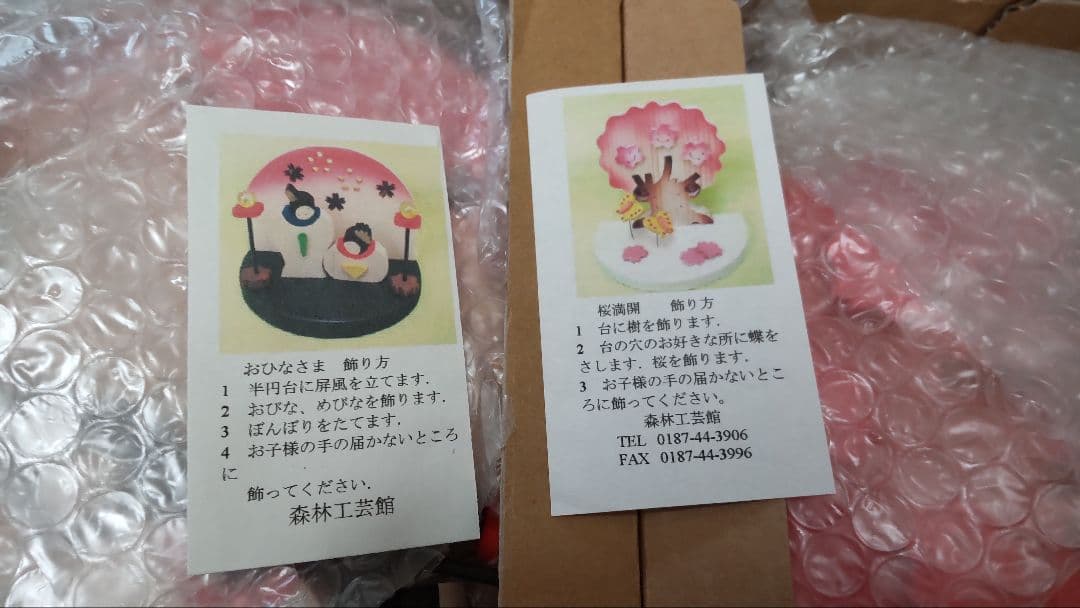 おひなさま　飾り方
1　半円台に屏風を立てます.
2　おびな、めびなを飾ります.
3　ぼんぼりをたてます.
4　お子様の手の届かないところ
に
飾ってください.
森林工芸館
桜満開　飾り方
1　台に樹を飾ります.
2　台の穴のお好きな所に蝶を
さします. 桜を飾ります.
3　お子様の手の届かないとこ
ろに飾ってください。
森林工芸館
TEL 0187-44-3906
FAX 0187-44-3996